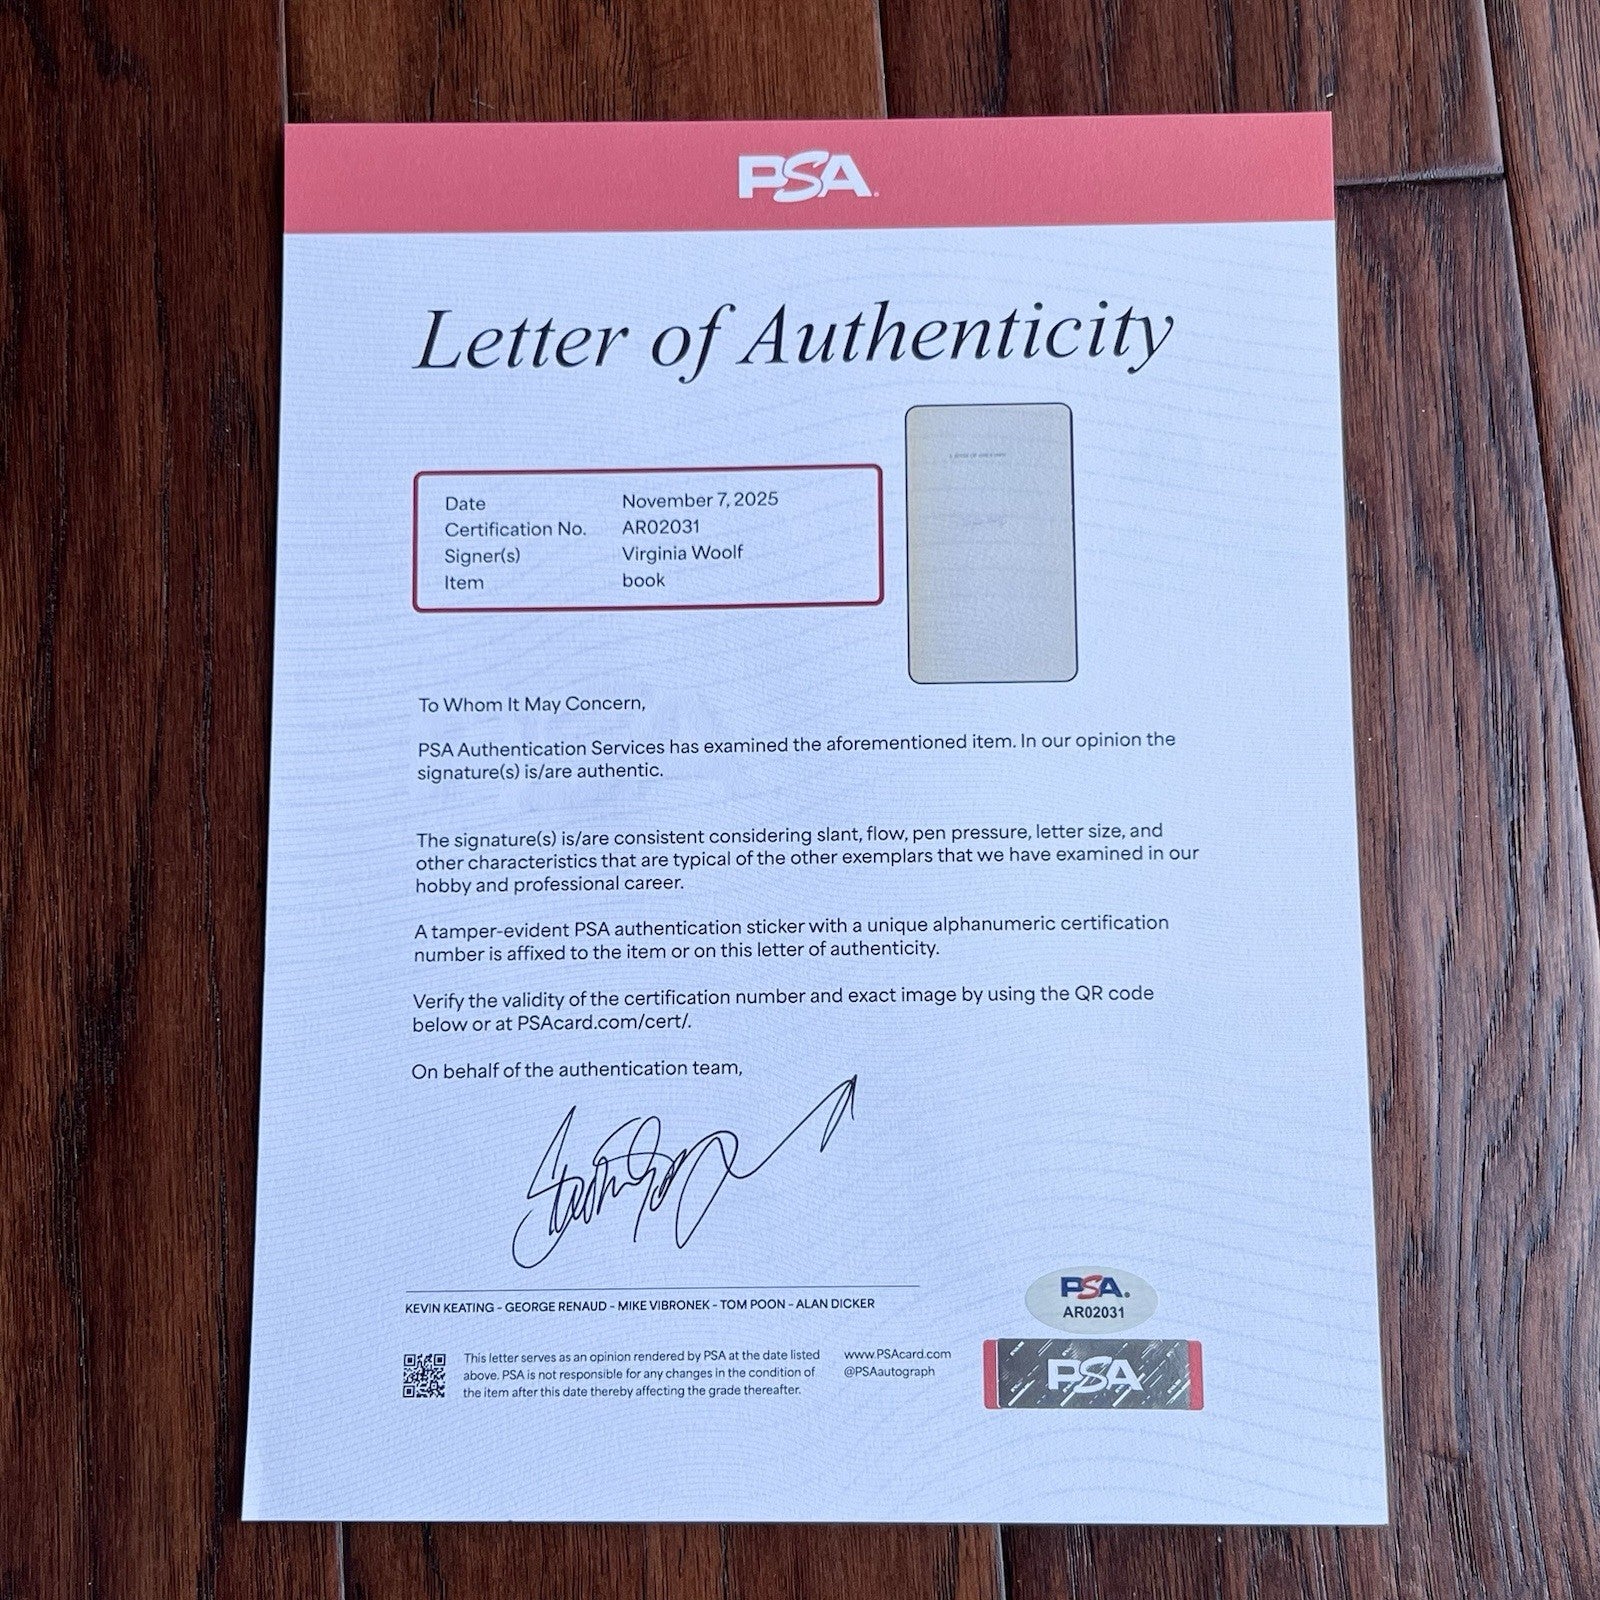 PSA
Letter of Authenticity
A ROOM OF ONE'S OWN
Date November 7, 2025
Certification No. AR02031
Signer(s) Virginia Woolf
Item book
To Whom It May Concern,
PSA Authentication Services has examined the aforementioned item. In our opinion the
signature(s) is/are authentic.
The signature(s) is/are consistent considering slant, flow, pen pressure, letter size, and
other characteristics that are typical of the other exemplars that we have examined in our
hobby and professional career.
A tamper-evident PSA authentication sticker with a unique alphanumeric certification
number is affixed to the item or on this letter of authenticity.
Verify the validity of the certification number and exact image by using the QR code
below or at PSAcard.com/cert/.
On behalf of the authentication team,
KEVIN KEATING - GEORGE RENAUD - MIKE VIBRONEK - TOM POON - ALAN DICKER
This letter serves as an opinion rendered by PSA at the date listed
above. PSA is not responsible for any changes in the condition of
the item after this date thereby affecting the grade thereafter.
www.PSAcard.com
@PSAautograph
PSA.
AR02031
PSA